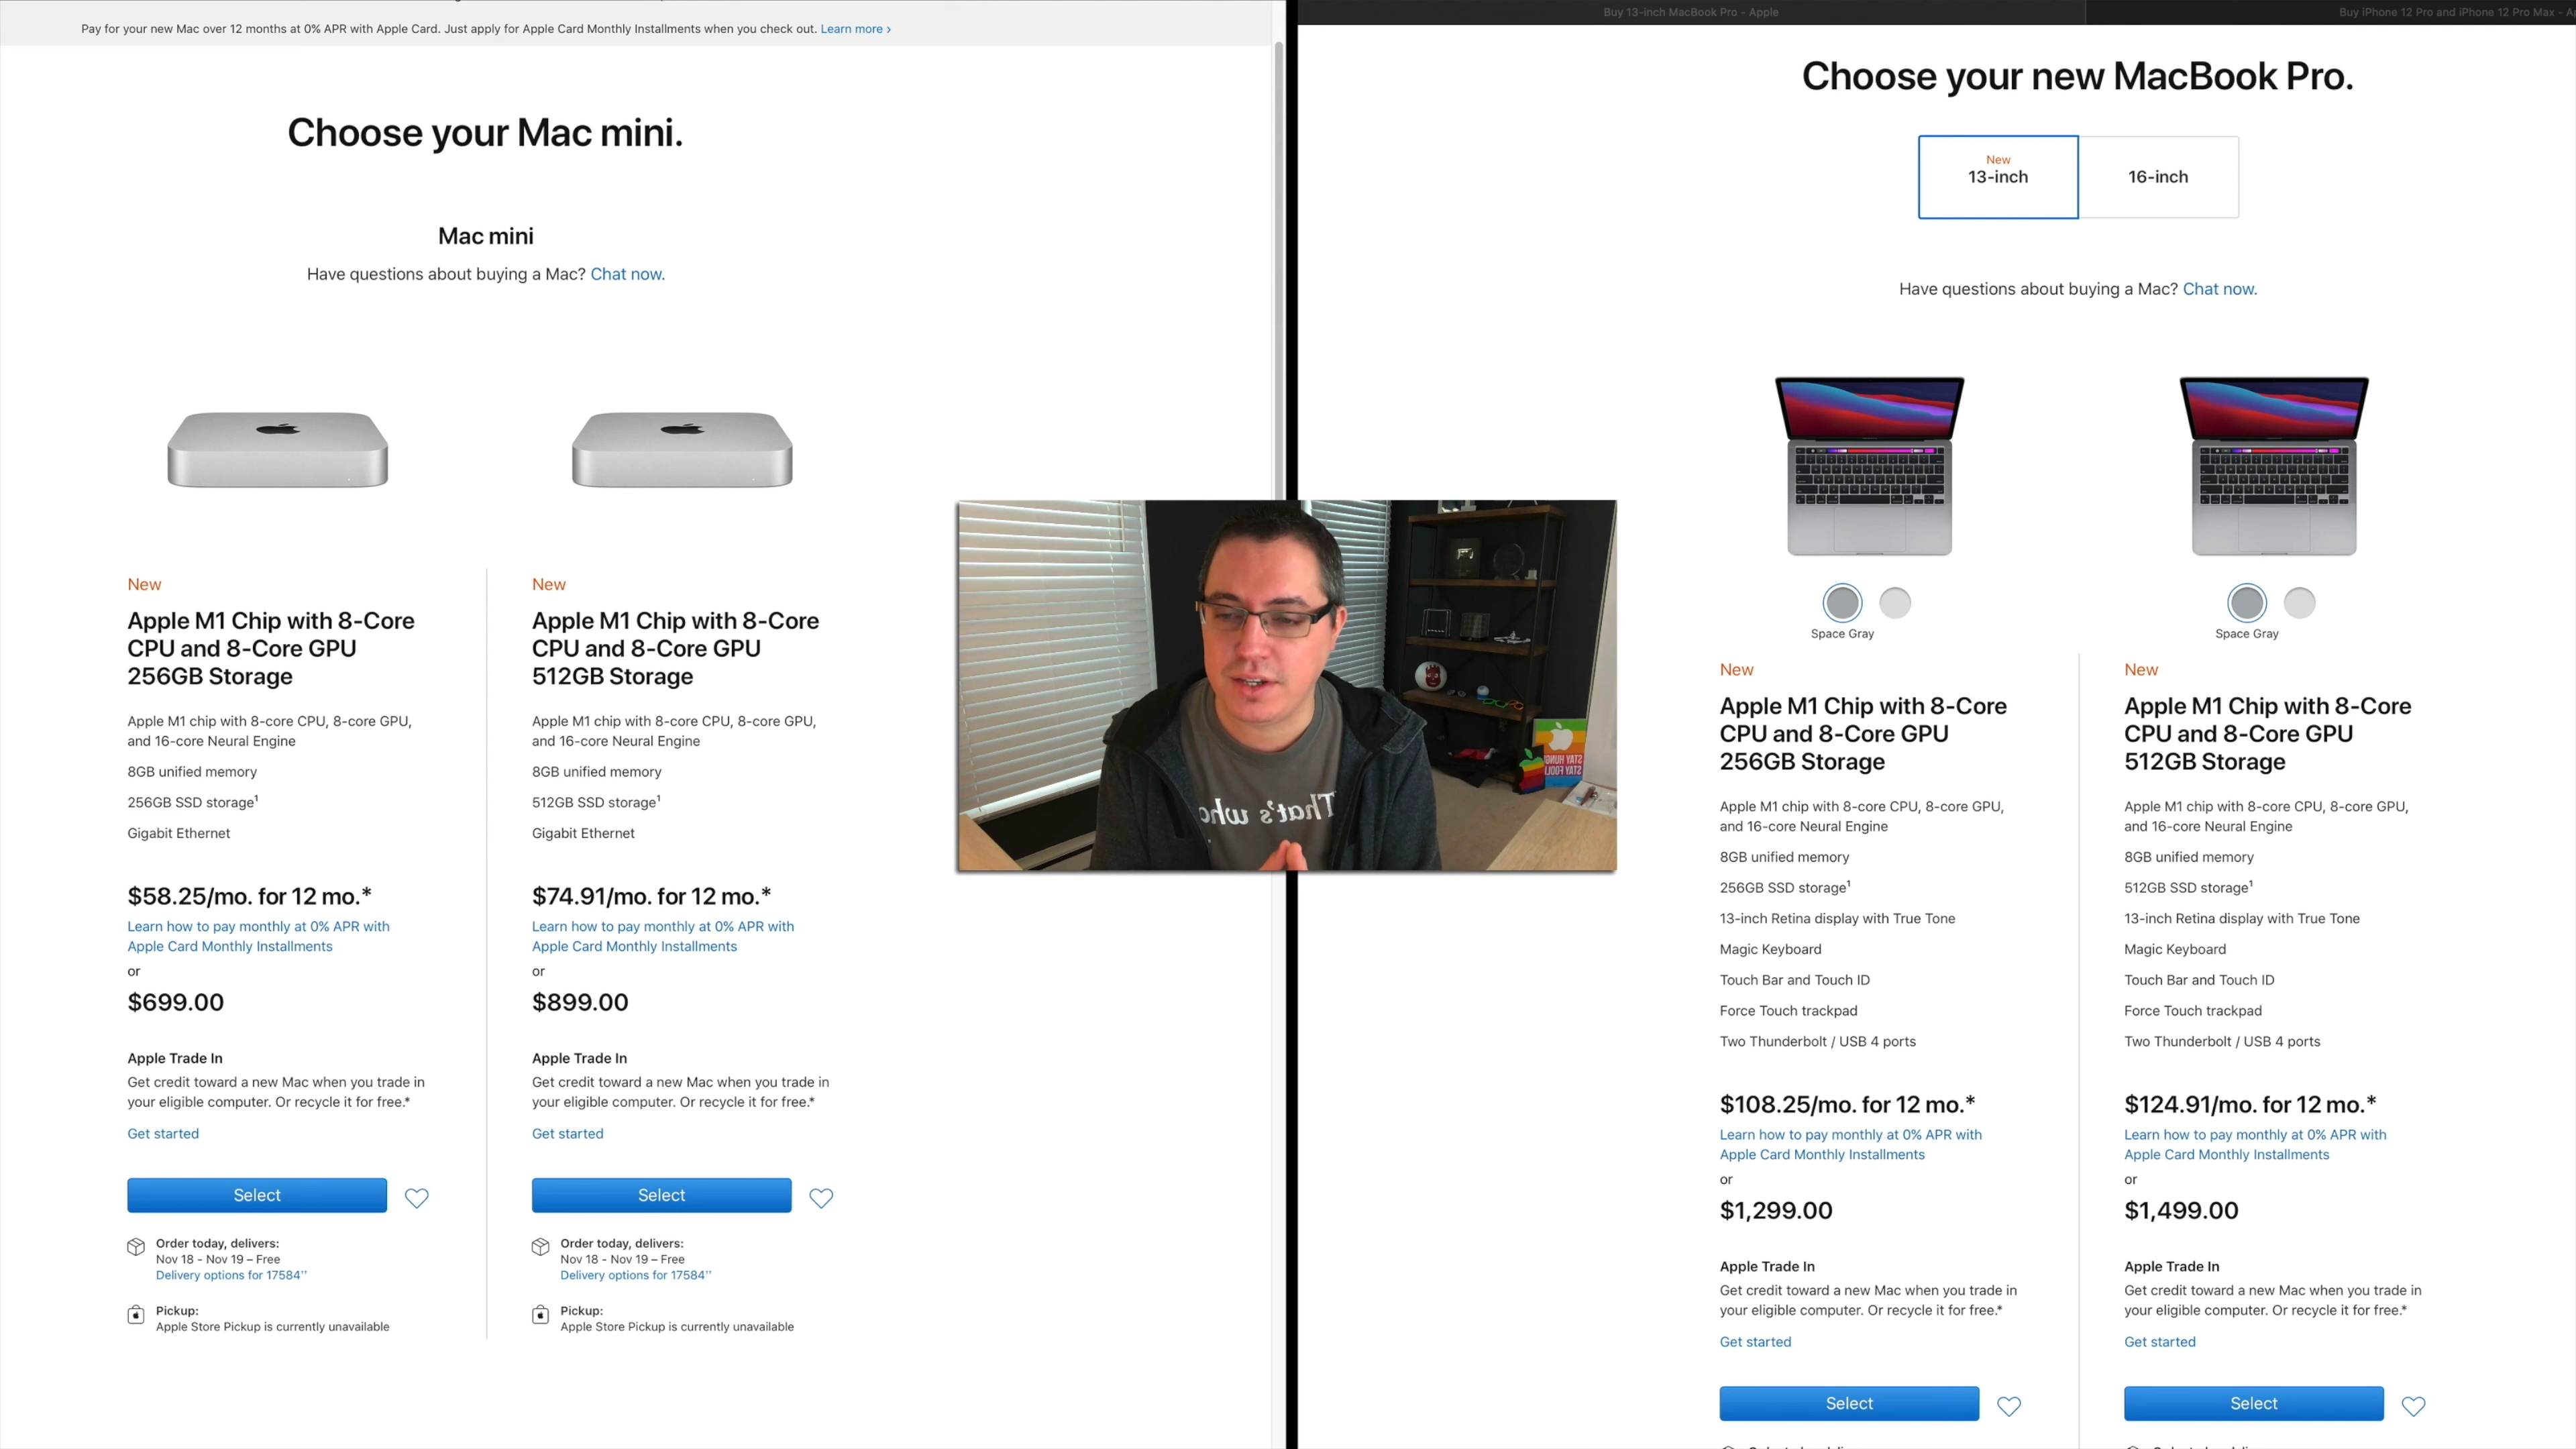 Pay for your new Mac over 12 months at 0% APR with Apple Card. Just apply for Apple Card Monthly Installments when you check out. Learn more ›
Choose your Mac mini.
Mac mini
Have questions about buying a Mac? Chat now.
New
Apple M1 Chip with 8-Core
CPU and 8-Core GPU
256GB Storage
Apple M1 chip with 8-core CPU, 8-core GPU,
and 16-core Neural Engine
8GB unified memory
256GB SSD storage¹
Gigabit Ethernet
$58.25/mo. for 12 mo.*
Learn how to pay monthly at 0% APR with
Apple Card Monthly Installments
or
$699.00
Apple Trade In
Get credit toward a new Mac when you trade in
your eligible computer. Or recycle it for free.*
Get started
Select
Order today, delivers:
Nov 18 - Nov 19 – Free
Delivery options for 17584⁺⁺
Pickup:
Apple Store Pickup is currently unavailable
New
Apple M1 Chip with 8-Core
CPU and 8-Core GPU
512GB Storage
Apple M1 chip with 8-core CPU, 8-core GPU,
and 16-core Neural Engine
8GB unified memory
512GB SSD storage¹
Gigabit Ethernet
$74.91/mo. for 12 mo.*
Learn how to pay monthly at 0% APR with
Apple Card Monthly Installments
or
$899.00
Apple Trade In
Get credit toward a new Mac when you trade in
your eligible computer. Or recycle it for free.*
Get started
Select
Order today, delivers:
Nov 18 - Nov 19 – Free
Delivery options for 17584⁺⁺
Pickup:
Apple Store Pickup is currently unavailable
That's who
STAY HUNG
STAY FOOL
Buy 13-inch MacBook Pro - Apple
Buy iPhone 12 Pro and iPhone 12 Pro Max - A
Choose your new MacBook Pro.
New
13-inch
16-inch
Have questions about buying a Mac? Chat now.
Space Gray
New
Apple M1 Chip with 8-Core
CPU and 8-Core GPU
256GB Storage
Apple M1 chip with 8-core CPU, 8-core GPU,
and 16-core Neural Engine
8GB unified memory
256GB SSD storage¹
13-inch Retina display with True Tone
Magic Keyboard
Touch Bar and Touch ID
Force Touch trackpad
Two Thunderbolt / USB 4 ports
$108.25/mo. for 12 mo.*
Learn how to pay monthly at 0% APR with
Apple Card Monthly Installments
or
$1,299.00
Apple Trade In
Get credit toward a new Mac when you trade in
your eligible computer. Or recycle it for free.*
Get started
Select
Space Gray
New
Apple M1 Chip with 8-Core
CPU and 8-Core GPU
512GB Storage
Apple M1 chip with 8-core CPU, 8-core GPU,
and 16-core Neural Engine
8GB unified memory
512GB SSD storage¹
13-inch Retina display with True Tone
Magic Keyboard
Touch Bar and Touch ID
Force Touch trackpad
Two Thunderbolt / USB 4 ports
$124.91/mo. for 12 mo.*
Learn how to pay monthly at 0% APR with
Apple Card Monthly Installments
or
$1,499.00
Apple Trade In
Get credit toward a new Mac when you trade in
your eligible computer. Or recycle it for free.*
Get started
Select